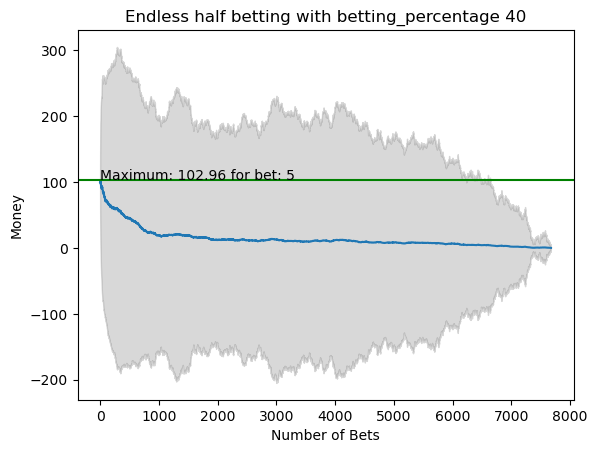 Endless half betting with betting_percentage 40
Money
300
200
100
0
−100
−200
Maximum: 102.96 for bet: 5
0 1000 2000 3000 4000 5000 6000 7000 8000
Number of Bets